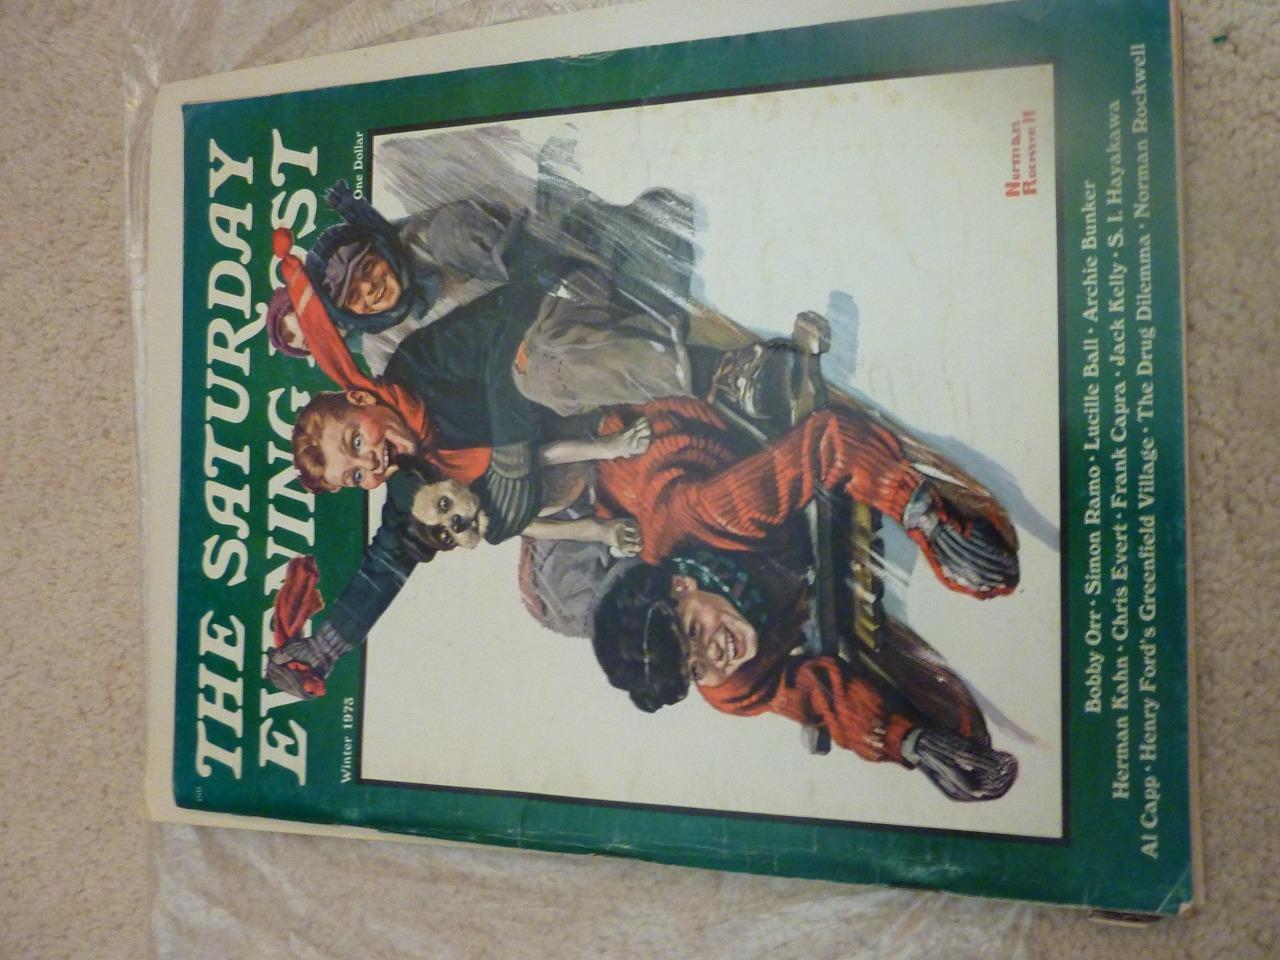 THE SATURDAY
EVENING POST
Winter 1973
One Dollar
Norman
Rockwell
Bobby Orr · Simon Ramo · Lucille Ball · Archie Bunker
Herman Kahn · Chris Evert · Frank Capra · Jack Kelly · S. I. Hayakawa
Al Capp · Henry Ford's Greenfield Village · The Drug Dilemma · Norman Rockwell